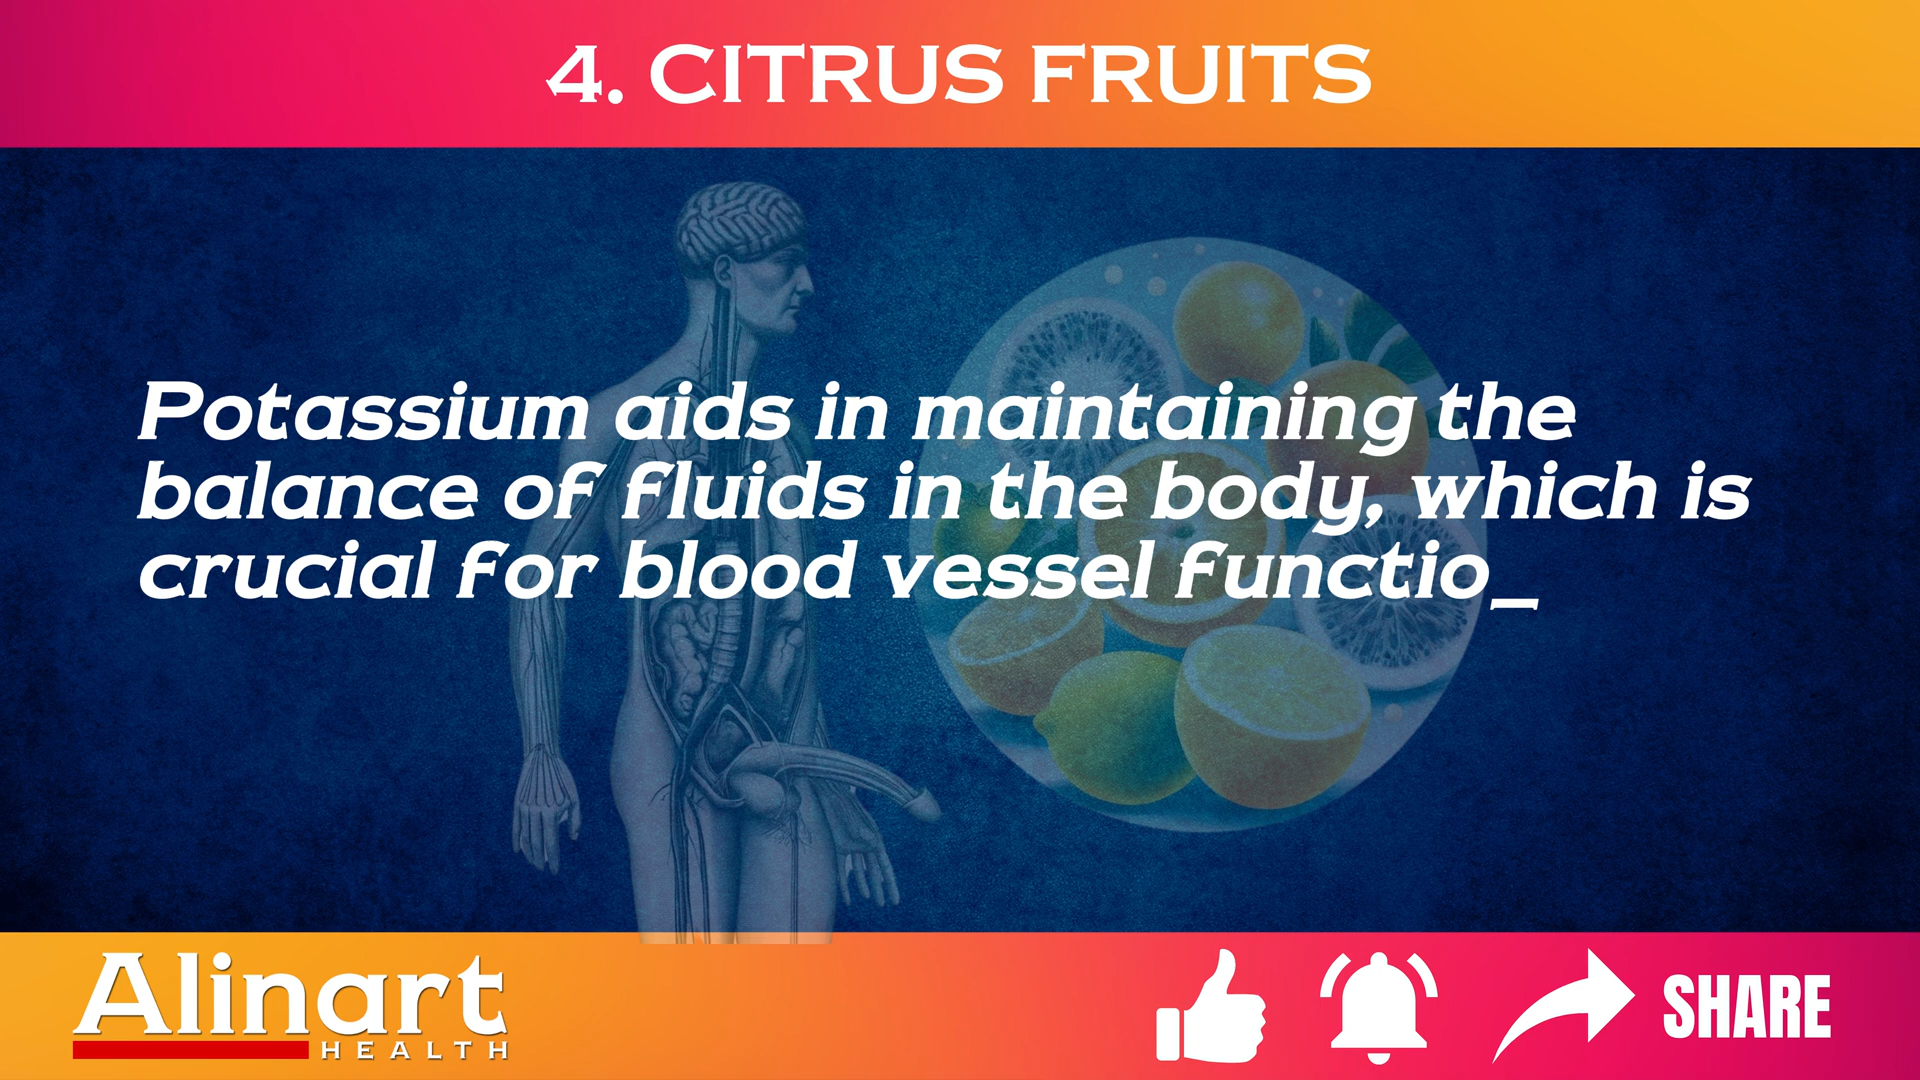 4. CITRUS FRUITS
Potassium aids in maintaining the
balance of fluids in the body, which is
crucial for blood vessel functio_
Alinart
HEALTH
SHARE